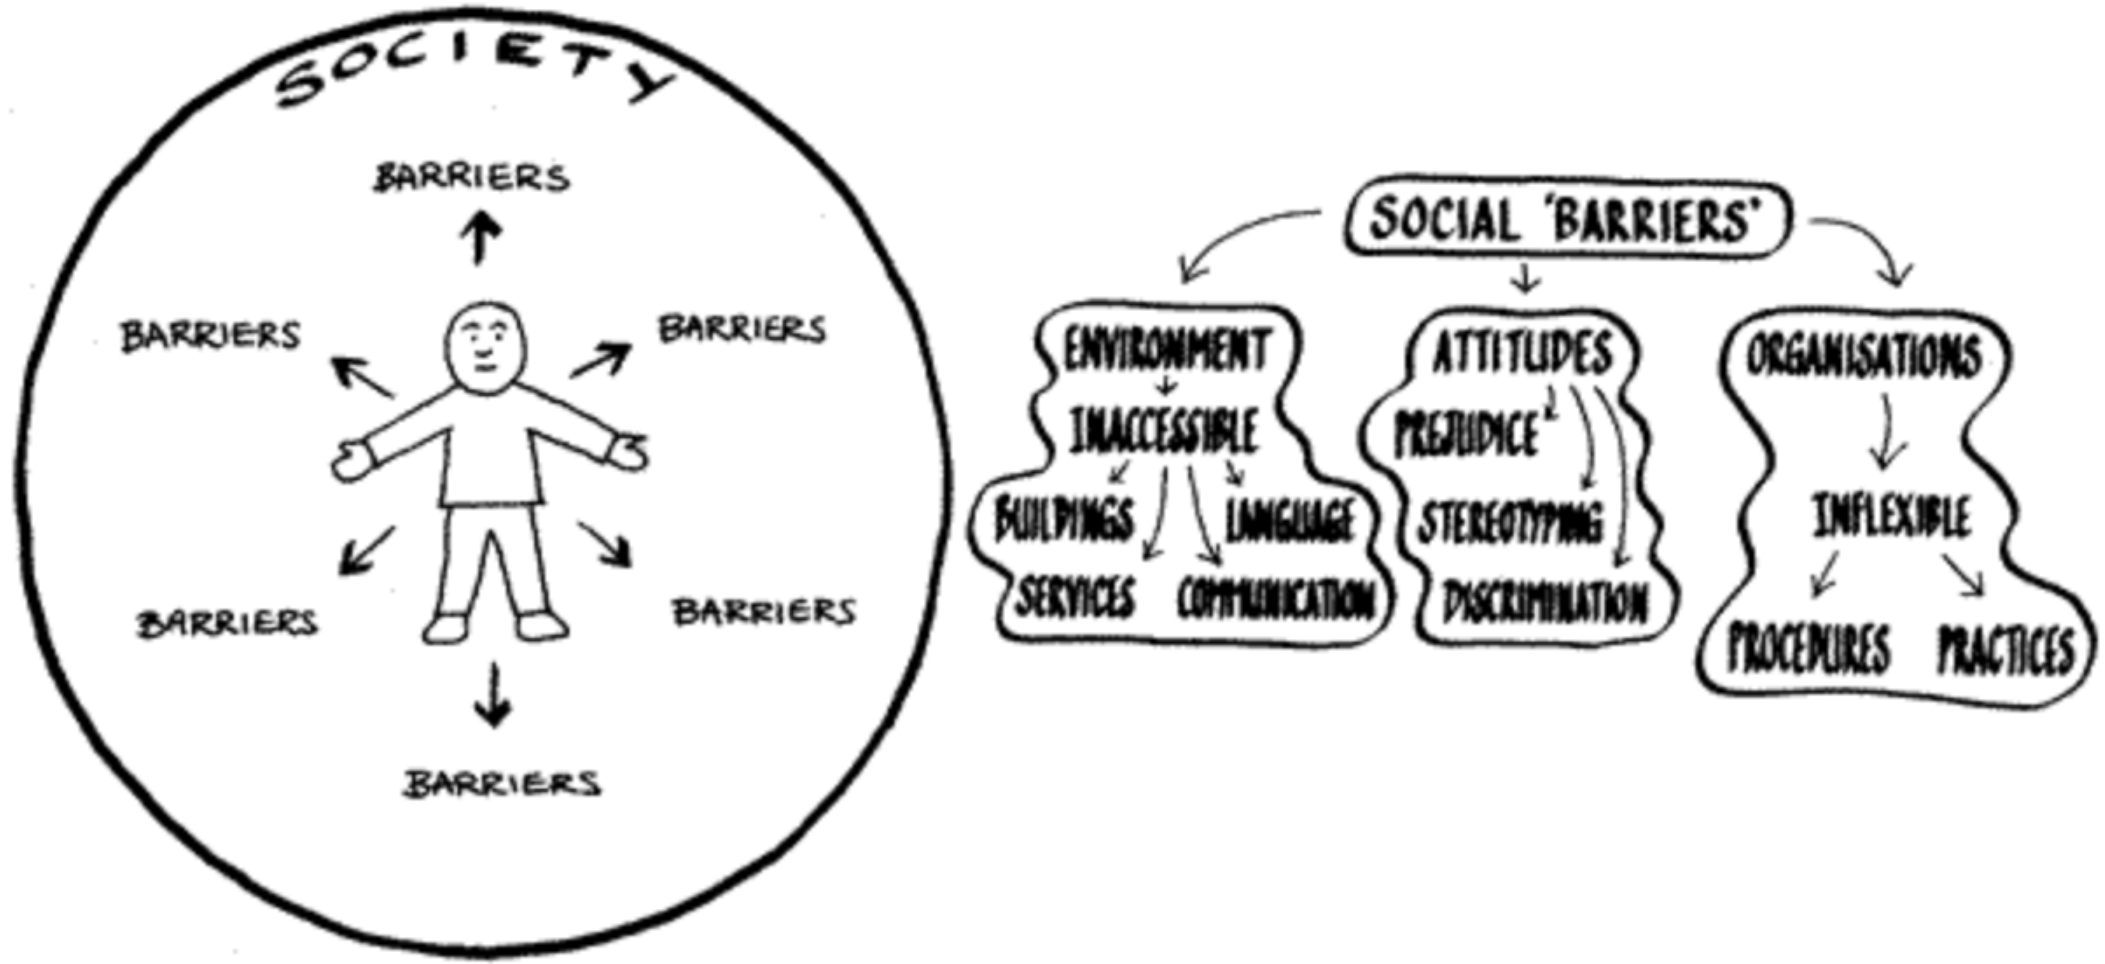 SOCIETY
BARRIERS
BARRIERS BARRIERS
BARRIERS BARRIERS
BARRIERS
SOCIAL 'BARRIERS'
ENVIRONMENT
INACCESSIBLE
BUILDINGS LANGUAGE
SERVICES COMMUNICATION
ATTITUDES
PREJUDICE
STEREOTYPING
DISCRIMINATION
ORGANISATIONS
INFLEXIBLE
PROCEDURES PRACTICES